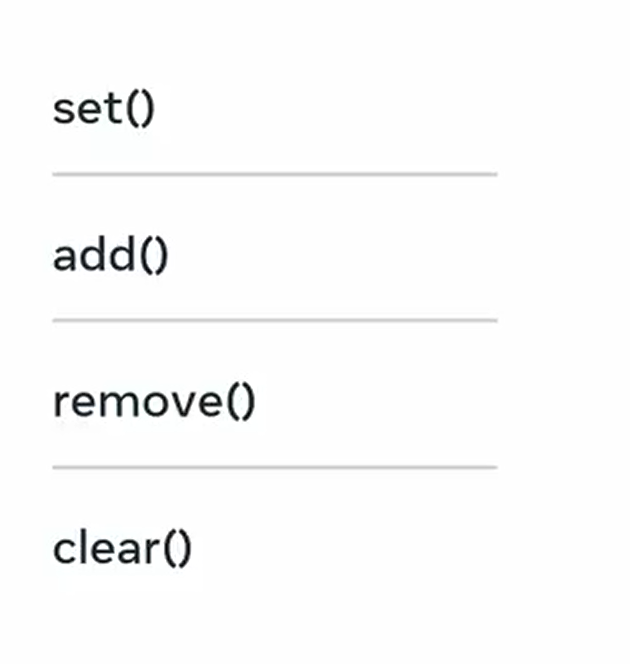 set()
add()
remove()
clear()